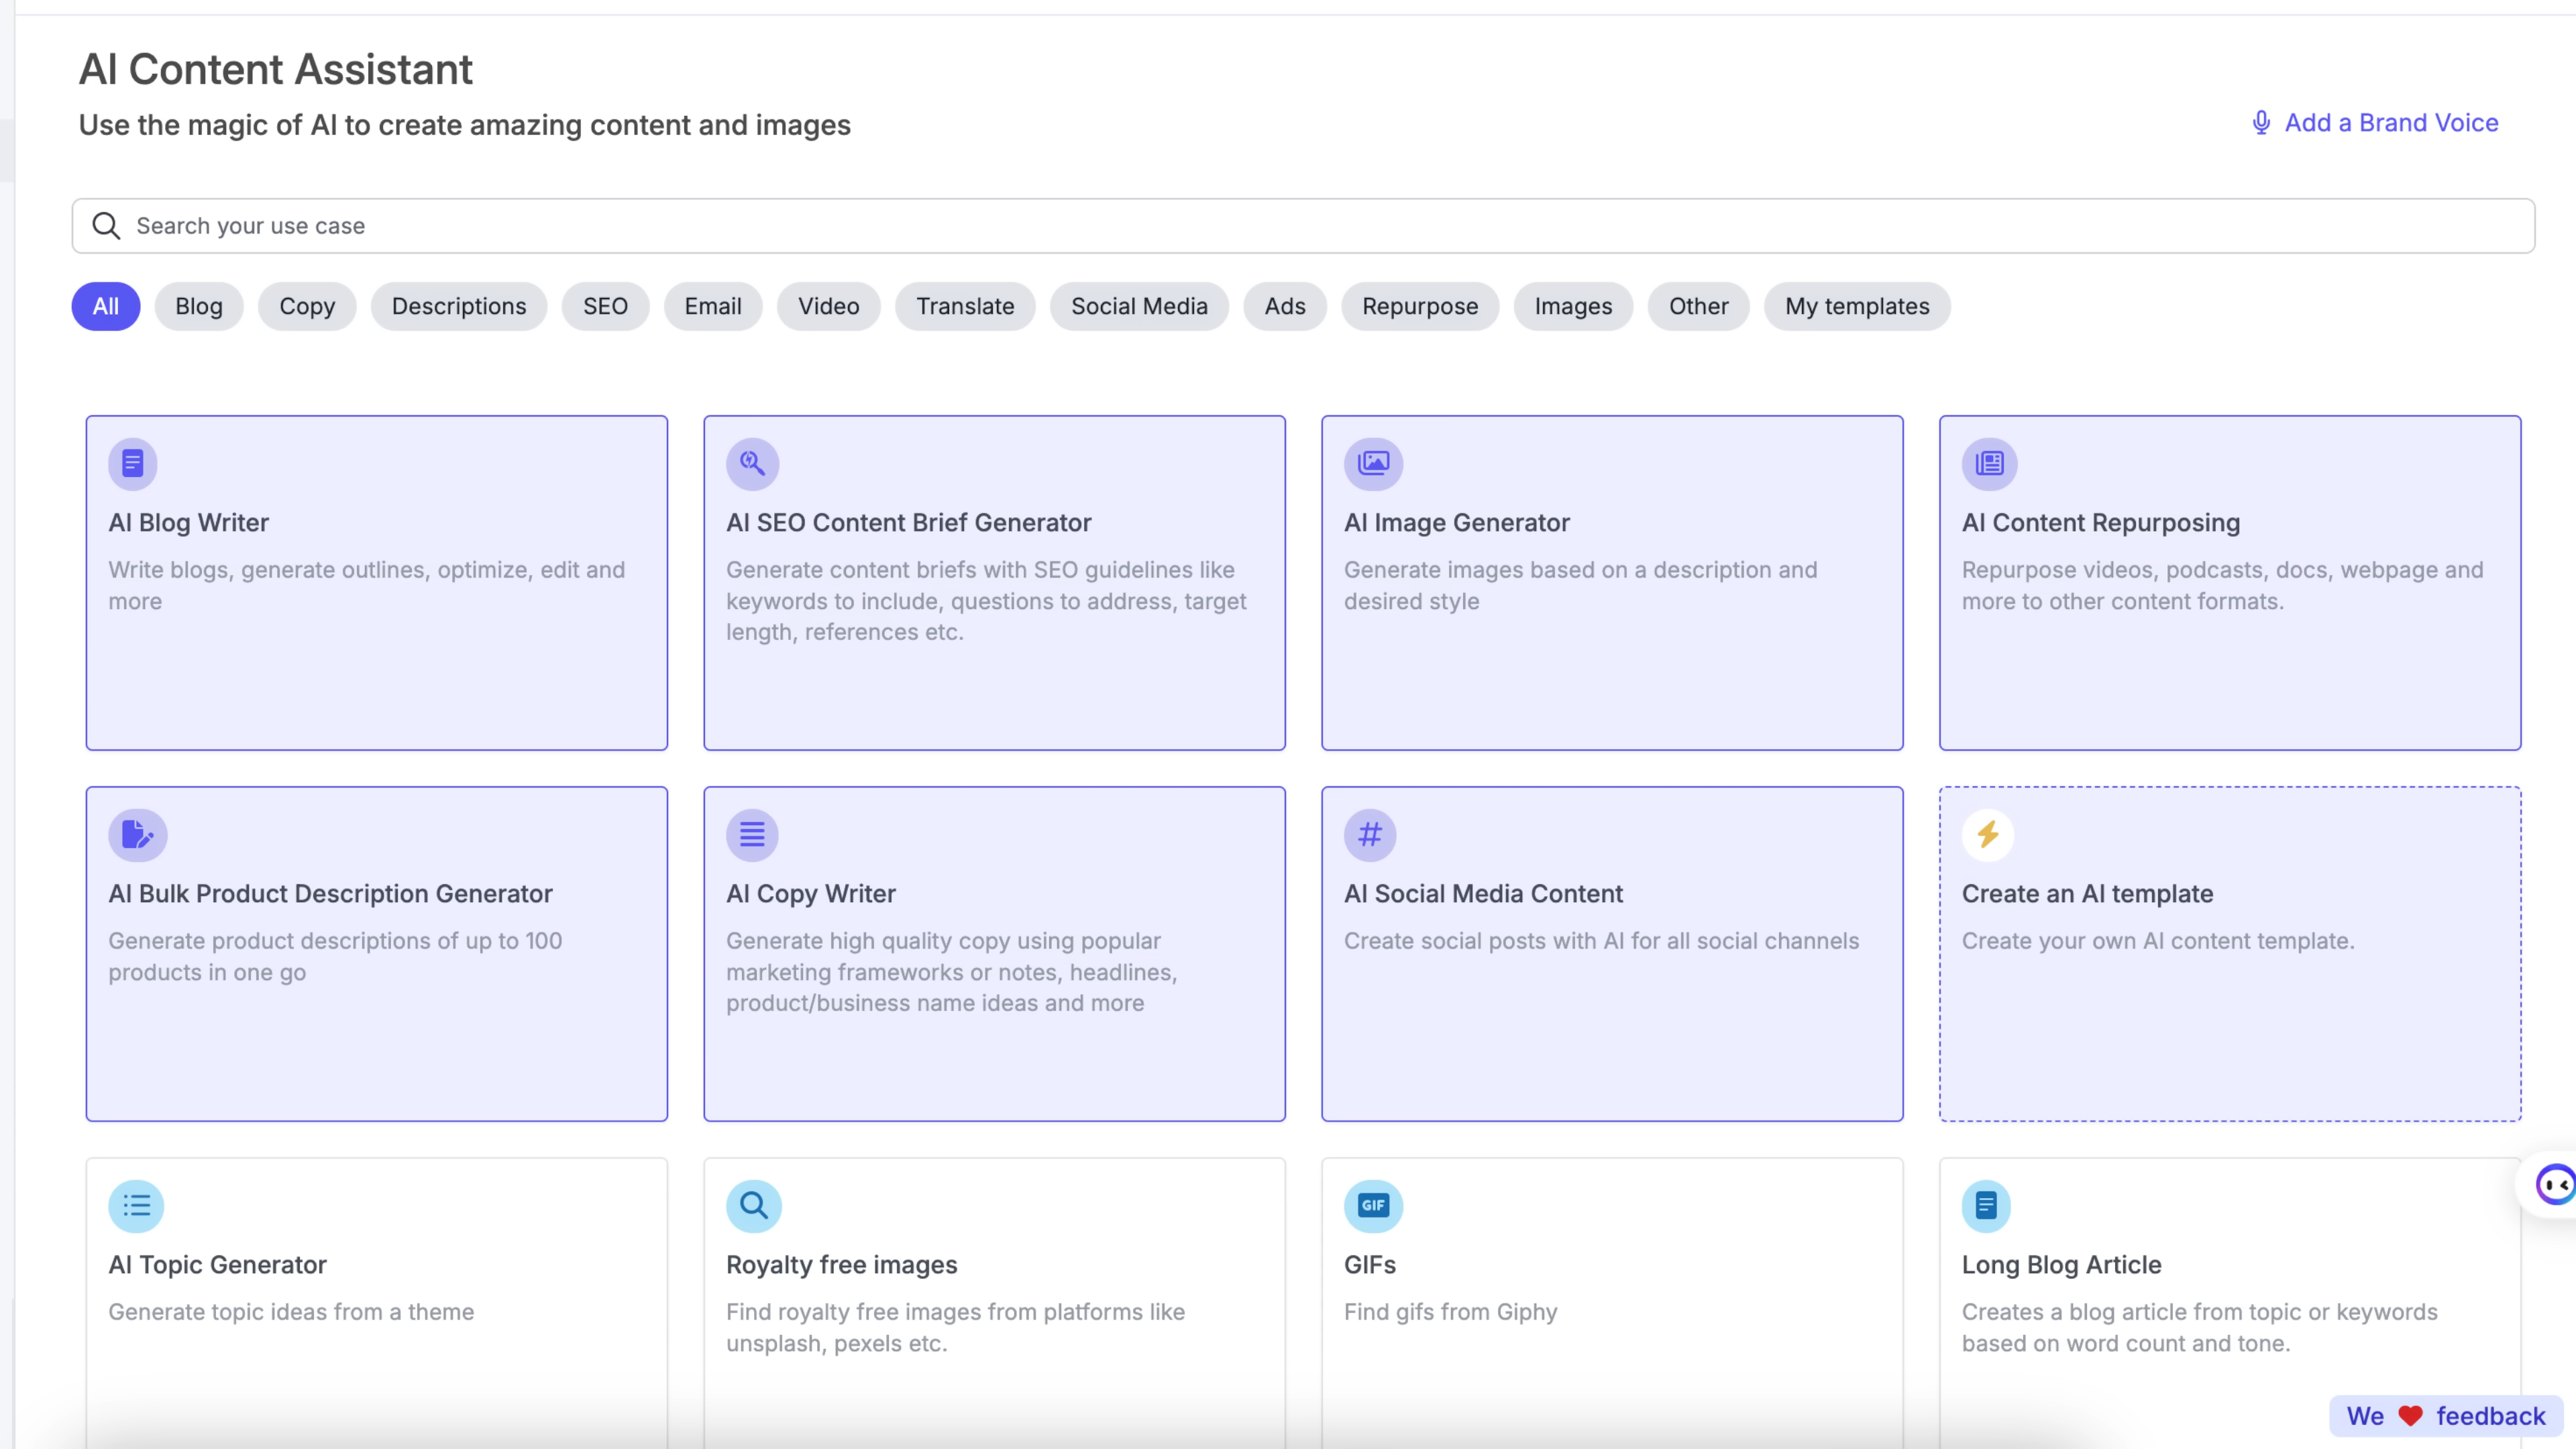 AI Content Assistant
Use the magic of AI to create amazing content and images
Add a Brand Voice
Search your use case
All
Blog
Copy
Descriptions
SEO
Email
Video
Translate
Social Media
Ads
Repurpose
Images
Other
My templates
AI Blog Writer
Write blogs, generate outlines, optimize, edit and
more
AI SEO Content Brief Generator
Generate content briefs with SEO guidelines like
keywords to include, questions to address, target
length, references etc.
AI Image Generator
Generate images based on a description and
desired style
AI Content Repurposing
Repurpose videos, podcasts, docs, webpage and
more to other content formats.
AI Bulk Product Description Generator
Generate product descriptions of up to 100
products in one go
AI Copy Writer
Generate high quality copy using popular
marketing frameworks or notes, headlines,
product/business name ideas and more
#
AI Social Media Content
Create social posts with AI for all social channels
Create an AI template
Create your own AI content template.
AI Topic Generator
Generate topic ideas from a theme
Royalty free images
Find royalty free images from platforms like
unsplash, pexels etc.
GIF
GIFs
Find gifs from Giphy
Long Blog Article
Creates a blog article from topic or keywords
based on word count and tone.
We ❤ feedback